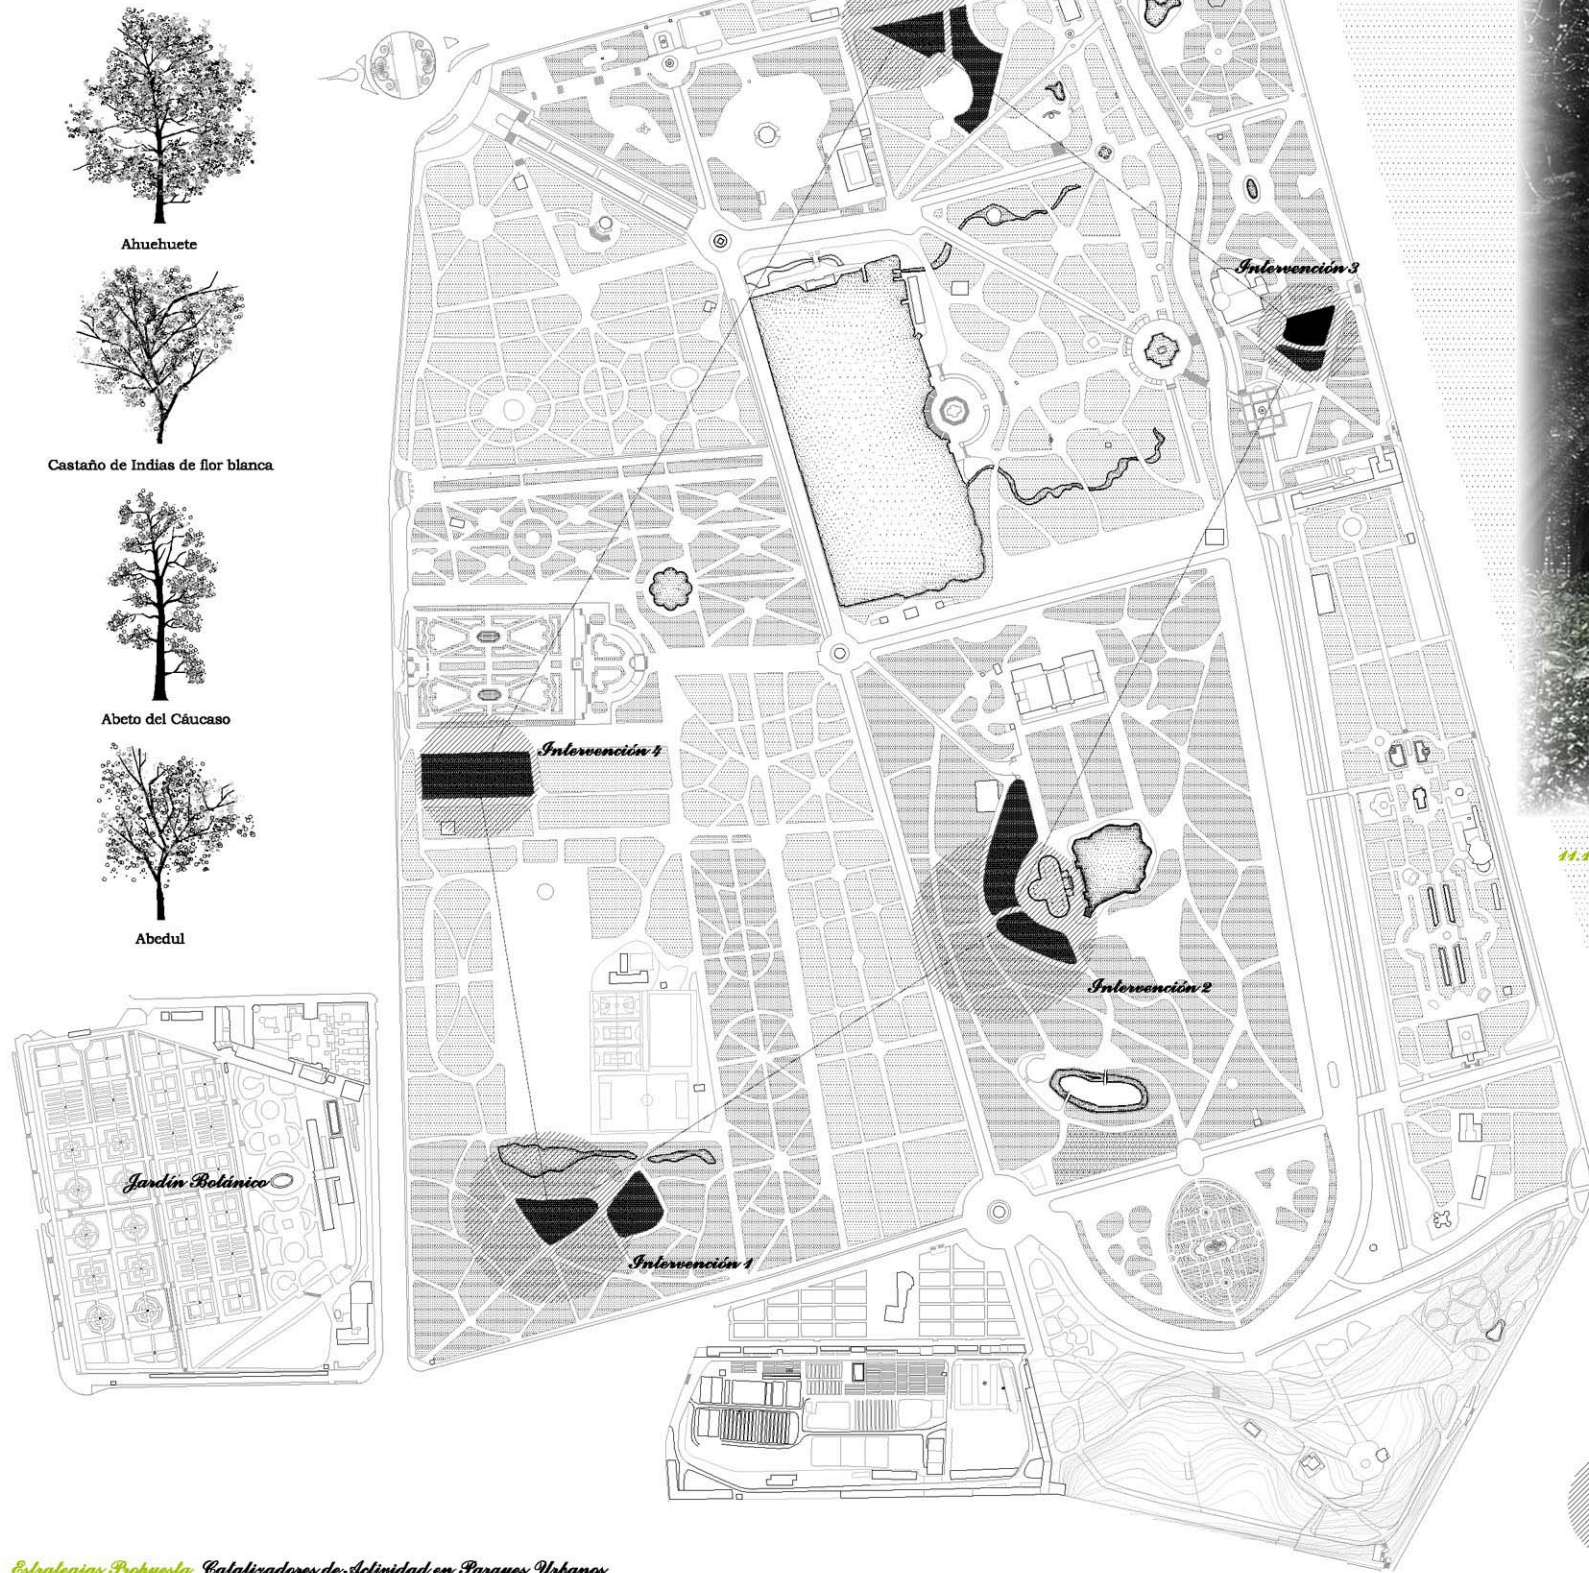 Ahuehuete
Castaño de Indias de flor blanca
Abeto del Cáucaso
Abedul
Intervención 3
Intervención 4
Intervención 2
Jardín Botánico
Intervención 1
Estrategias Propuesta Catalizadores de Actividad en Parques Urbanos